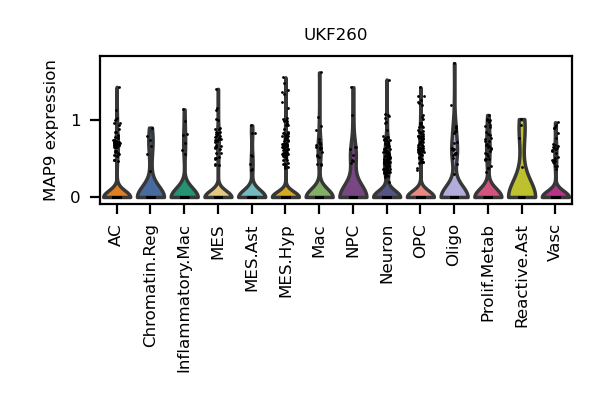 UKF260
MAP9 expression
1
0
AC
Chromatin.Reg
Inflammatory.Mac
MES
MES.Ast
MES.Hyp
Mac
NPC
Neuron
OPC
Oligo
Prolif.Metab
Reactive.Ast
Vasc